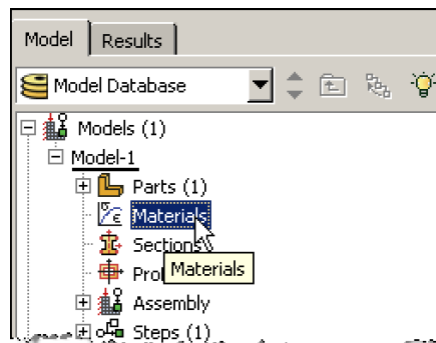 Model Results
Model Database
Models (1)
Model-1
Parts (1)
Materials
Sections
Materials
Assembly
Steps (1)